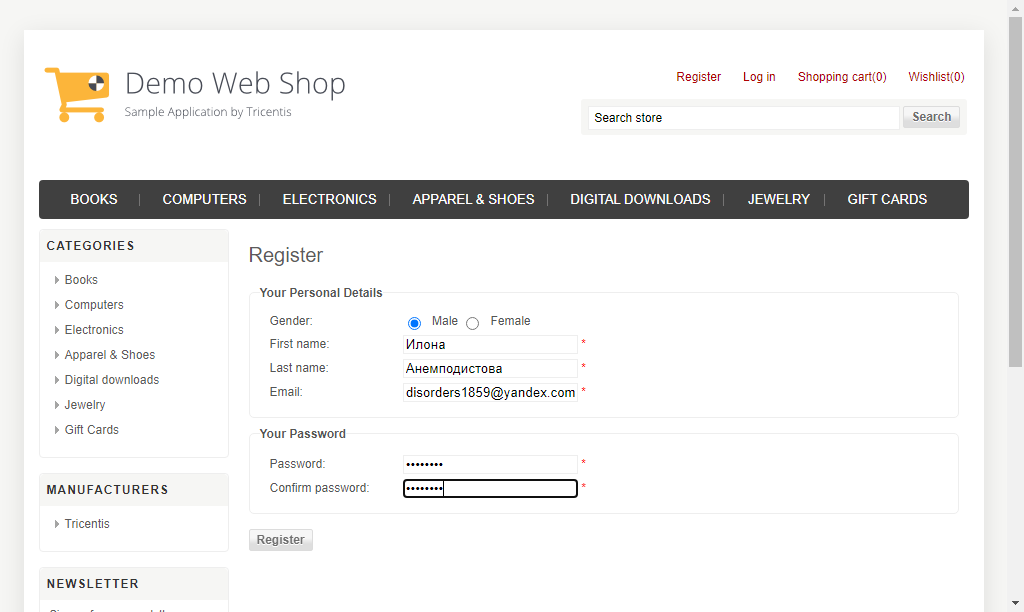 Demo Web Shop
Sample Application by Tricentis
Register Log in Shopping cart(0) Wishlist(0)
Search store Search
BOOKS COMPUTERS ELECTRONICS APPAREL & SHOES DIGITAL DOWNLOADS JEWELRY GIFT CARDS
CATEGORIES
Books
Computers
Electronics
Apparel & Shoes
Digital downloads
Jewelry
Gift Cards
MANUFACTURERS
Tricentis
NEWSLETTER
Register
Your Personal Details
Gender: Male Female
First name: Илона *
Last name: Анемподистова *
Email: disorders1859@yandex.com *
Your Password
Password: •••••••• *
Confirm password: •••••••• *
Register